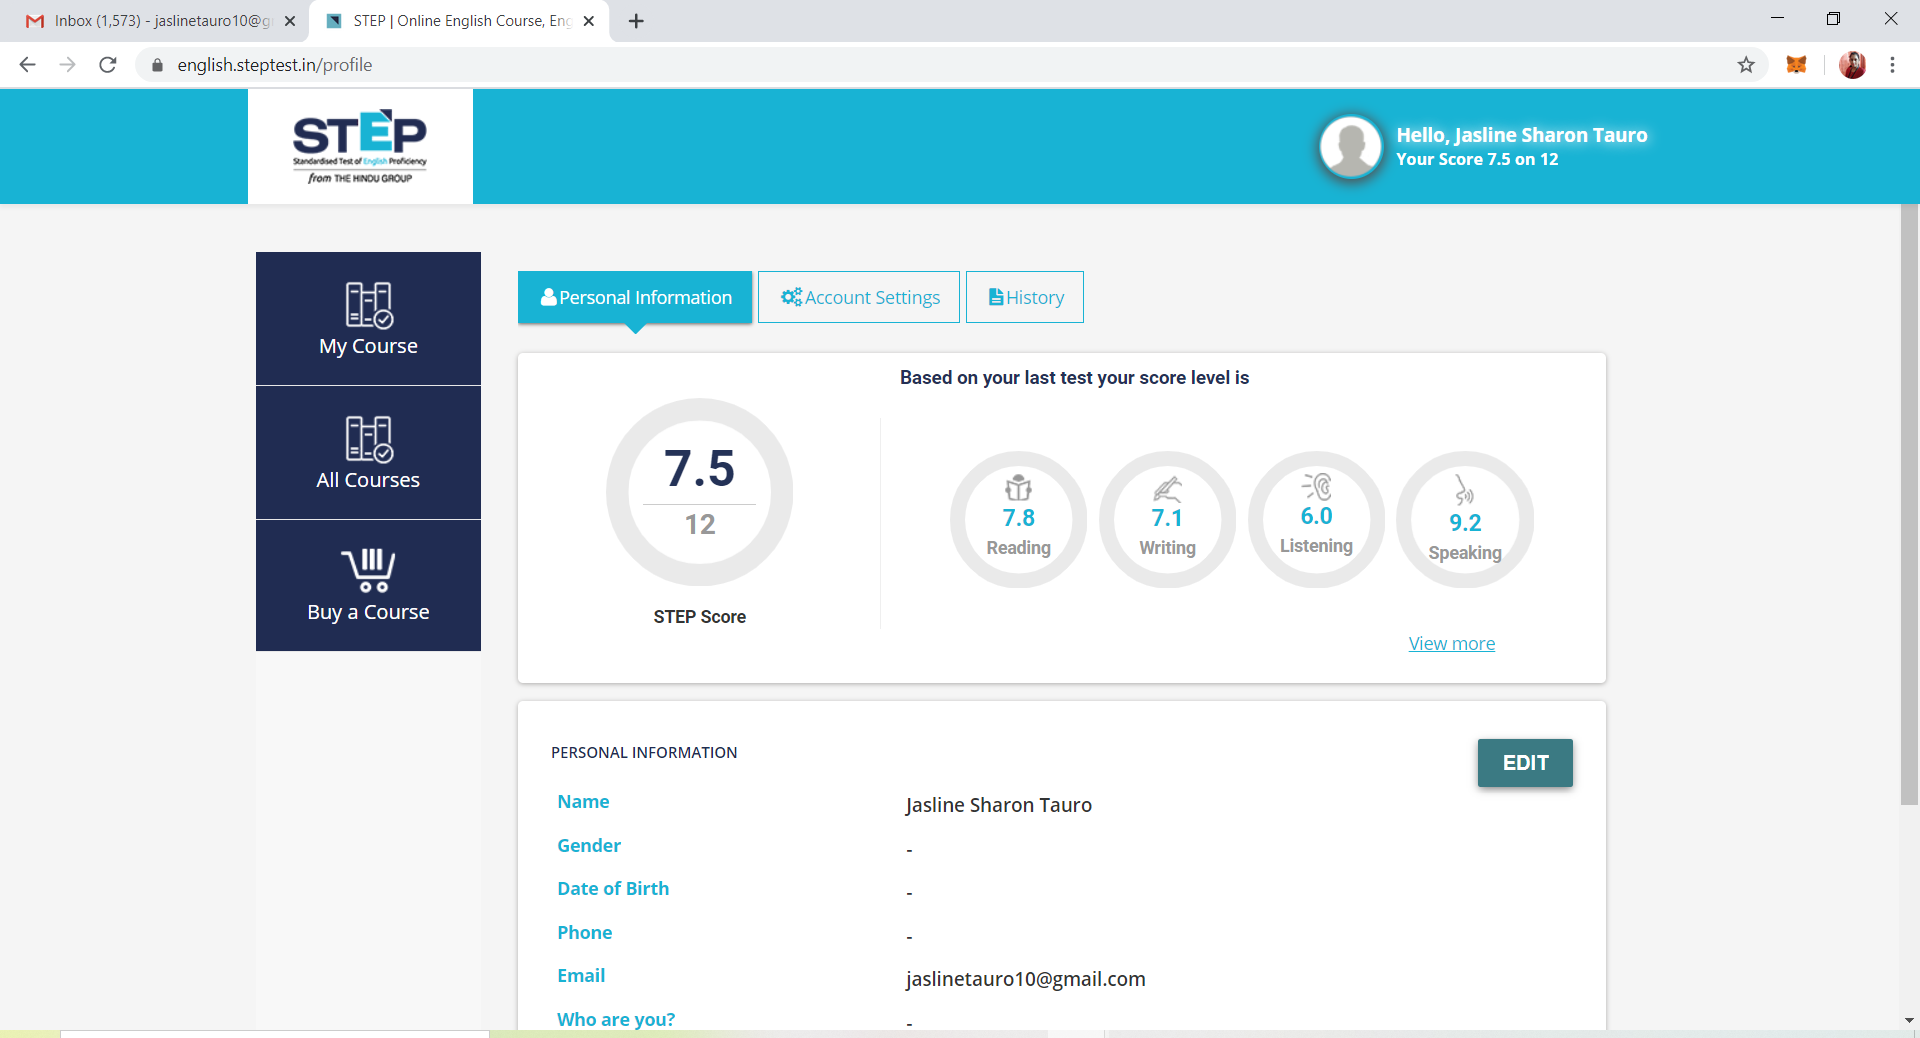 Inbox (1,573) - jaslinetauro10@g
STEP | Online English Course, Eng
english.steptest.in/profile
STEP
Standardised Test of English Proficiency
from THE HINDU GROUP
Hello, Jasline Sharon Tauro
Your Score 7.5 on 12
My Course
All Courses
Buy a Course
Personal Information
Account Settings
History
Based on your last test your score level is
7.5
12
STEP Score
7.8
Reading
7.1
Writing
6.0
Listening
9.2
Speaking
View more
PERSONAL INFORMATION
EDIT
Name
Jasline Sharon Tauro
Gender
-
Date of Birth
-
Phone
-
Email
jaslinetauro10@gmail.com
Who are you?
-